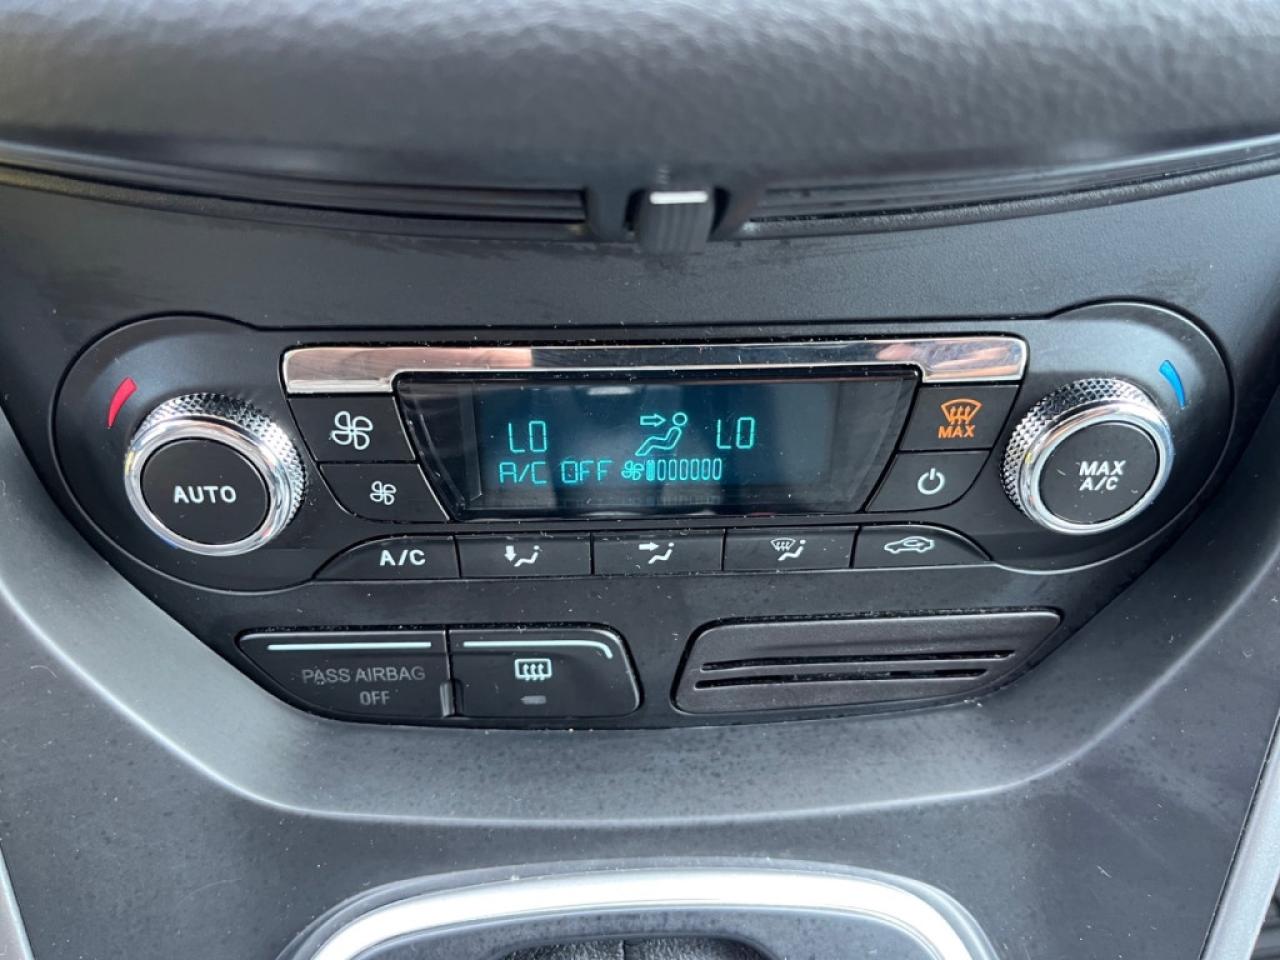 LO LO
A/C OFF
MAX
AUTO
MAX
A/C
A/C
PASS AIRBAG
OFF